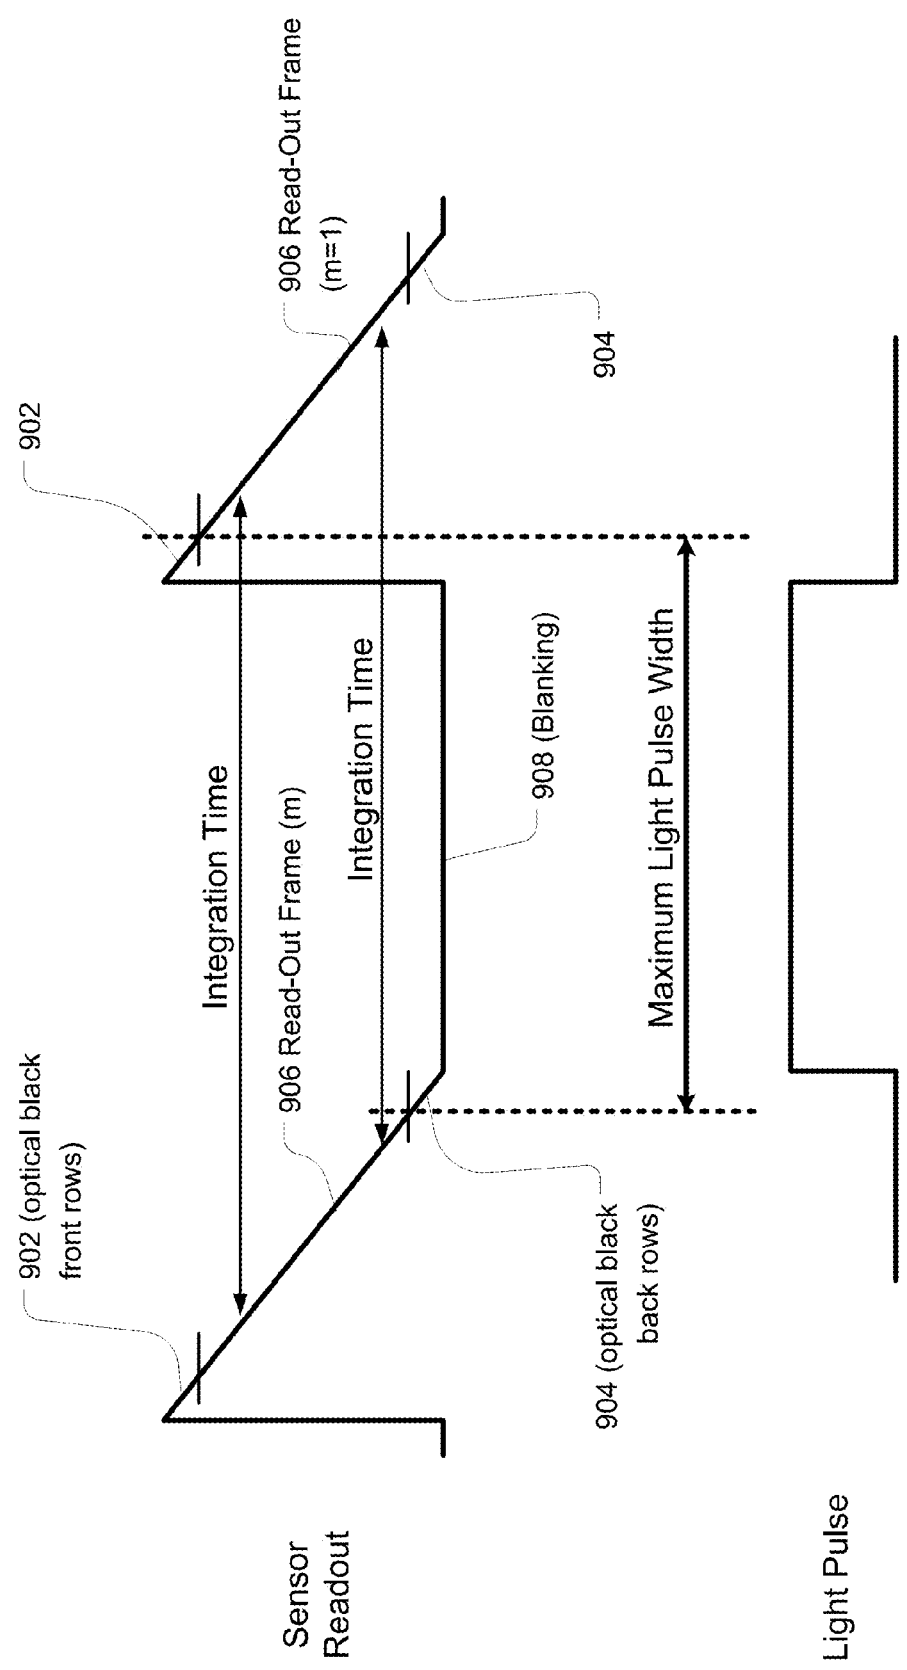 902 (optical black
front rows)
902
906 Read-Out Frame
(m=1)
Integration Time
906 Read-Out Frame (m)
Integration Time
904
908 (Blanking)
904 (optical black
back rows)
Maximum Light Pulse Width
Sensor
Readout
Light Pulse